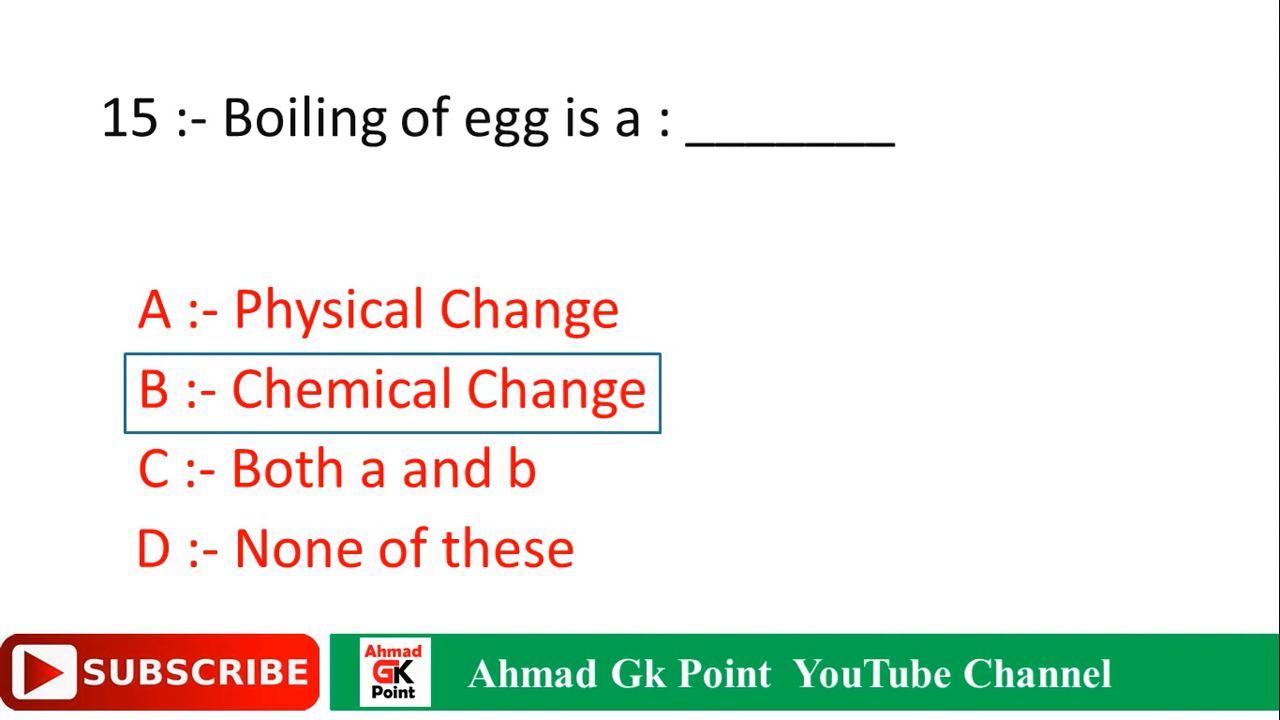 15 :- Boiling of egg is a : _______
A :- Physical Change
B :- Chemical Change
C :- Both a and b
D :- None of these
SUBSCRIBE
Ahmad
GK
Point
Ahmad Gk Point YouTube Channel